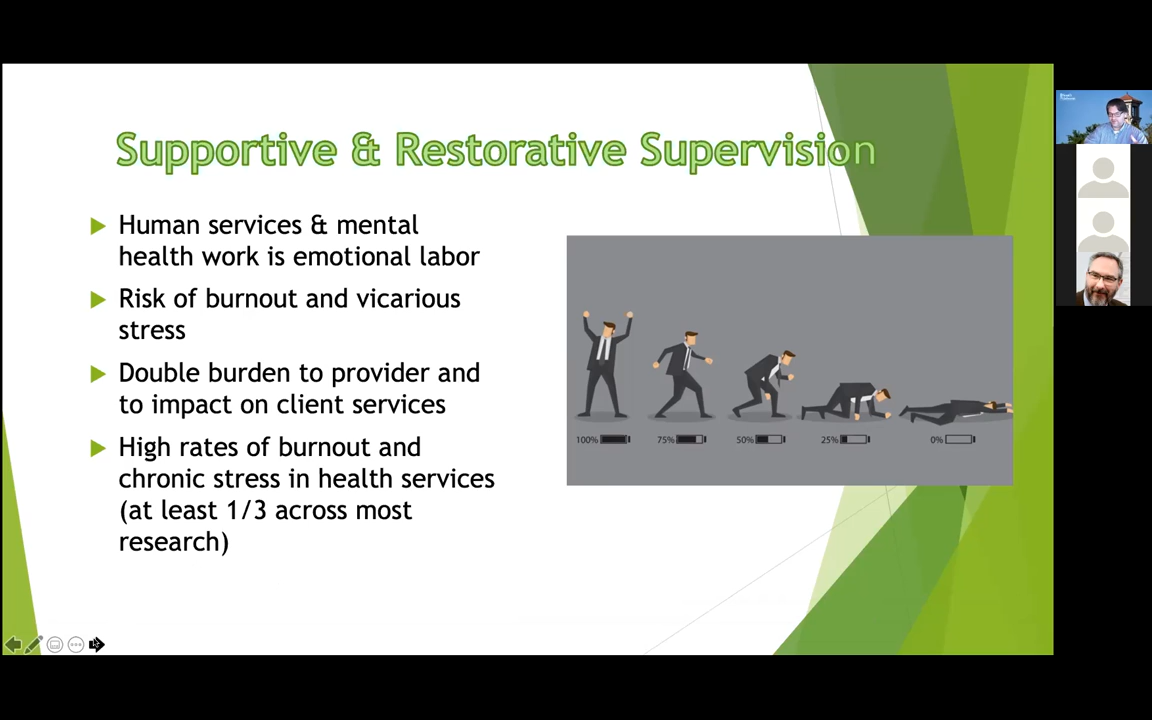 Supportive & Restorative Supervision
Human services & mental
health work is emotional labor
Risk of burnout and vicarious
stress
Double burden to provider and
to impact on client services
High rates of burnout and
chronic stress in health services
(at least 1/3 across most
research)
100%
75%
50%
25%
0%